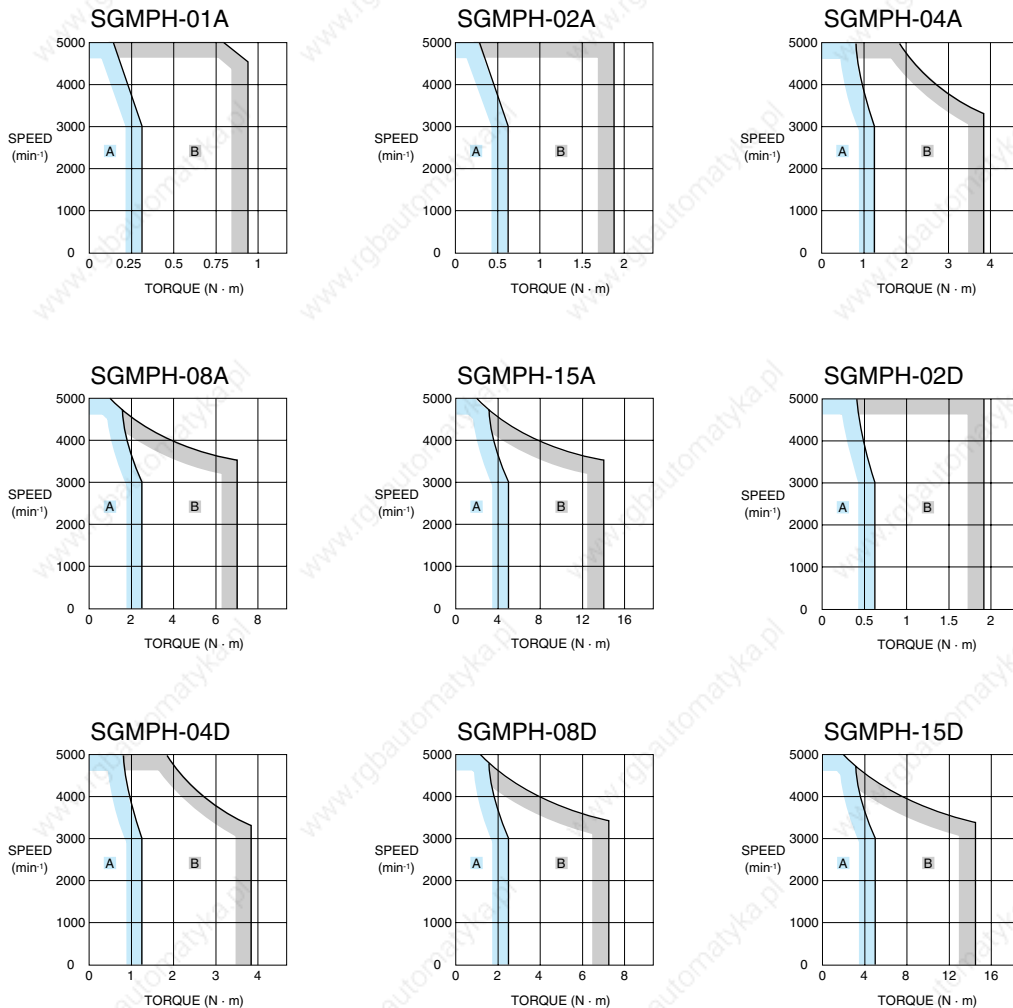 SGMPH-01A
5000
4000
SPEED
3000
(min-1)
A
B
2000
1000
0
0 0.25 0.5 0.75 1
TORQUE (N · m)
SGMPH-02A
5000
4000
SPEED
3000
(min-1)
A
B
2000
1000
0
0 0.5 1 1.5 2
TORQUE (N · m)
SGMPH-04A
5000
4000
SPEED
3000
(min-1)
A
B
2000
1000
0
0 1 2 3 4
TORQUE (N · m)
SGMPH-08A
5000
4000
3000
SPEED
(min-1)
A
B
2000
1000
0
0 2 4 6 8
TORQUE (N · m)
SGMPH-15A
5000
4000
3000
SPEED
(min-1)
A
B
2000
1000
0
0 4 8 12 16
TORQUE (N · m)
SGMPH-02D
5000
4000
3000
SPEED
(min-1)
A
B
2000
1000
0
0 0.5 1 1.5 2
TORQUE (N · m)
SGMPH-04D
5000
4000
3000
SPEED
(min-1)
A
B
2000
1000
0
0 1 2 3 4
TORQUE (N · m)
SGMPH-08D
5000
4000
3000
SPEED
(min-1)
A
B
2000
1000
0
0 2 4 6 8
TORQUE (N · m)
SGMPH-15D
5000
4000
3000
SPEED
(min-1)
A
B
2000
1000
0
0 4 8 12 16
TORQUE (N · m)
www.rgbautomatyka.pl